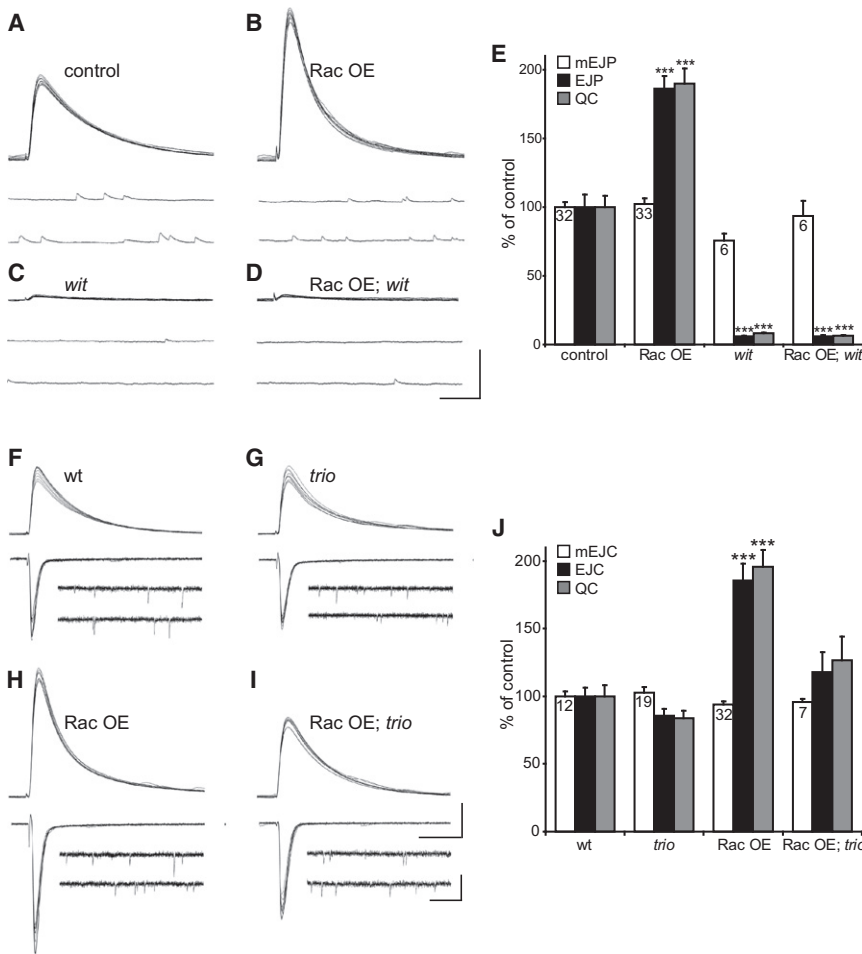 A
control
B
Rac OE
C
wit
D
Rac OE; wit
E
mEJP
EJP
QC
% of control
200
150
100
50
0
*** ***
*** ***
*** ***
32
33
6
6
control
Rac OE
wit
Rac OE; wit
F
wt
G
trio
H
Rac OE
I
Rac OE; trio
J
mEJC
EJC
QC
% of control
200
150
100
50
0
*** ***
12
19
32
7
wt
trio
Rac OE
Rac OE; trio